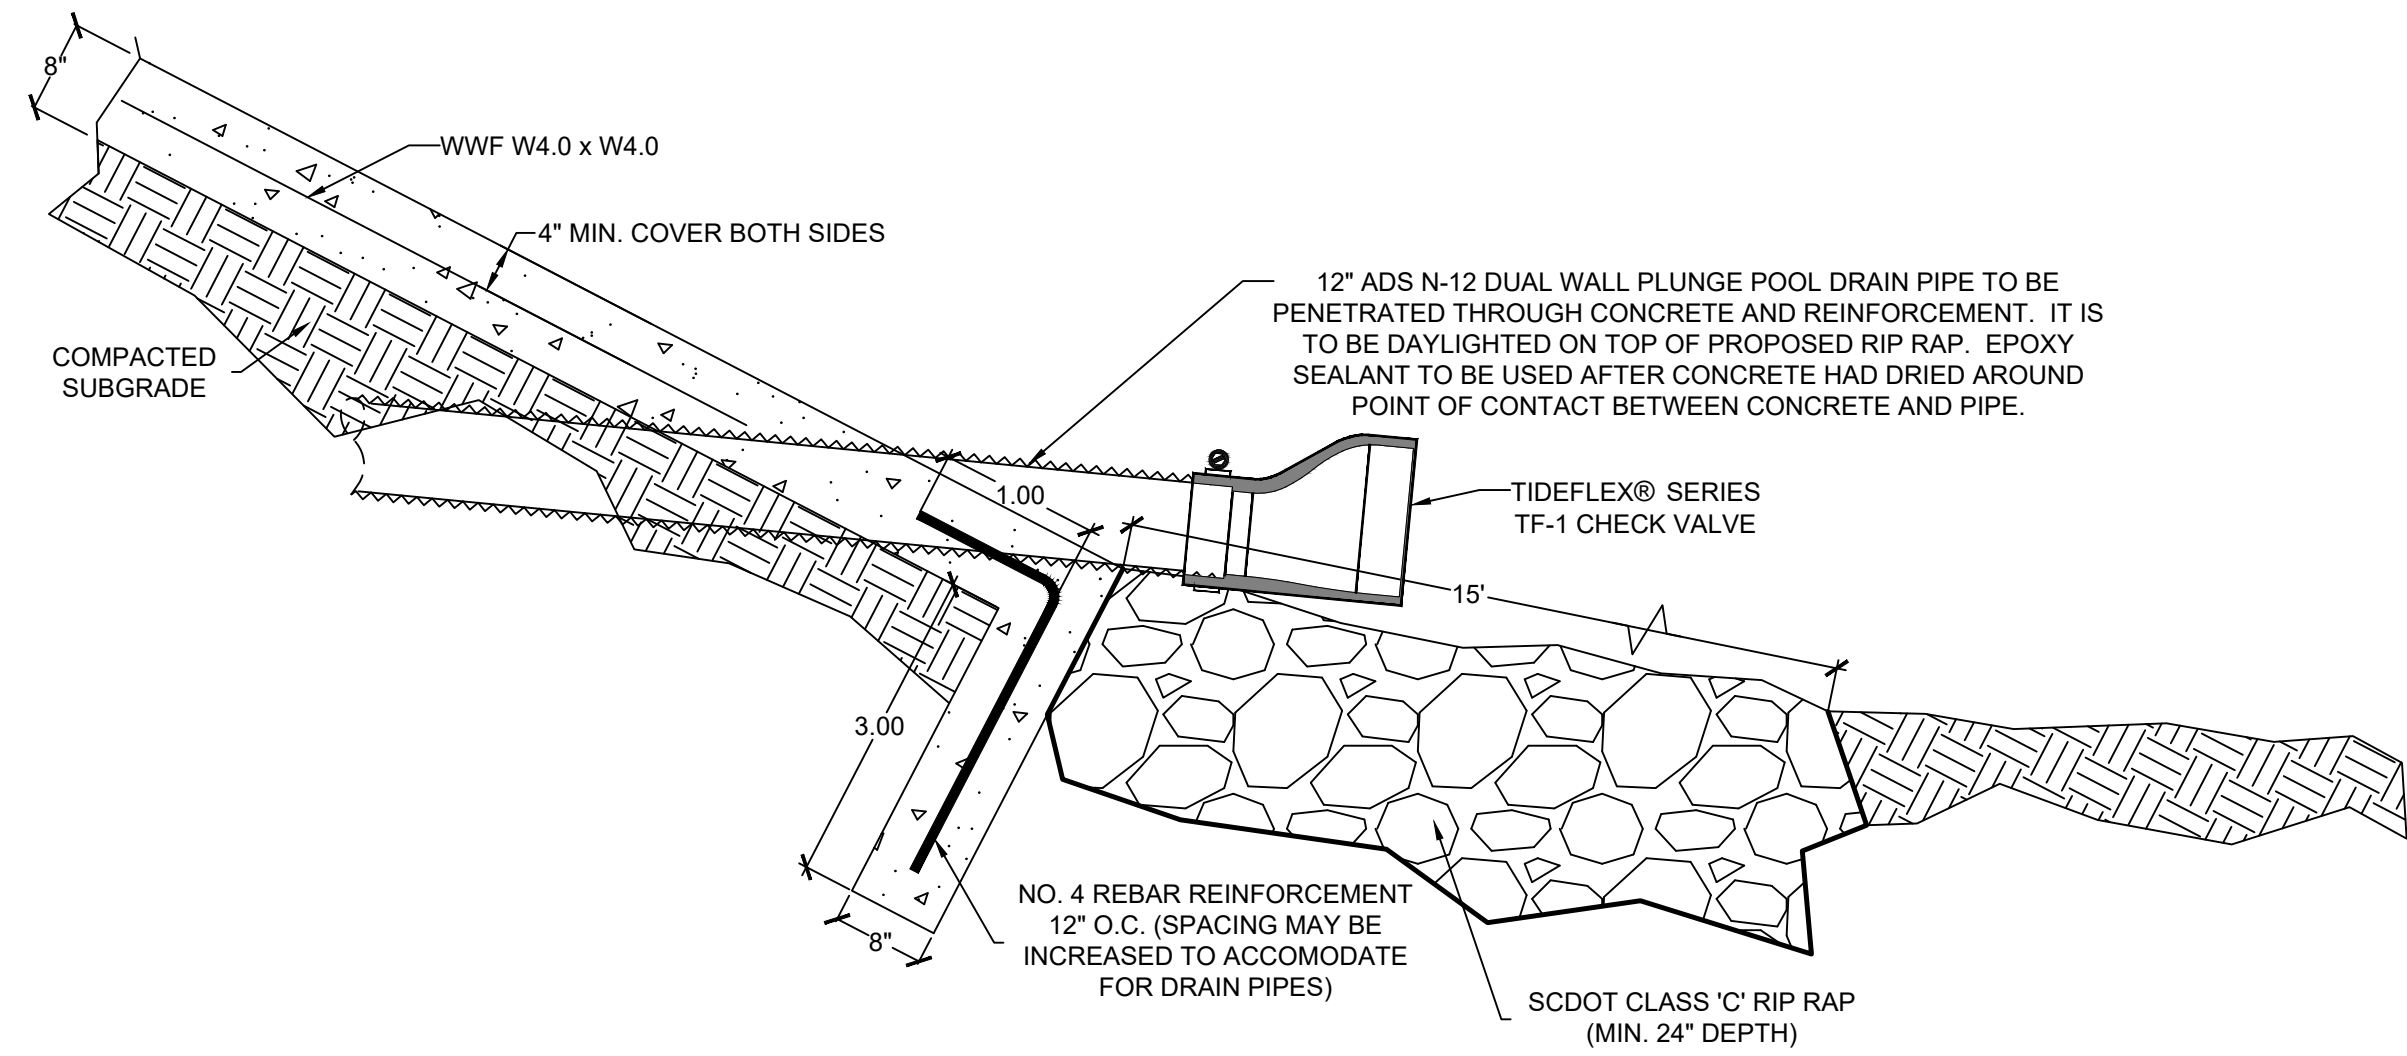 8"
WWF W4.0 x W4.0
4" MIN. COVER BOTH SIDES
12" ADS N-12 DUAL WALL PLUNGE POOL DRAIN PIPE TO BE
PENETRATED THROUGH CONCRETE AND REINFORCEMENT. IT IS
TO BE DAYLIGHTED ON TOP OF PROPOSED RIP RAP. EPOXY
SEALANT TO BE USED AFTER CONCRETE HAD DRIED AROUND
POINT OF CONTACT BETWEEN CONCRETE AND PIPE.
COMPACTED
SUBGRADE
1.00
TIDEFLEX® SERIES
TF-1 CHECK VALVE
15'
3.00
8"
NO. 4 REBAR REINFORCEMENT
12" O.C. (SPACING MAY BE
INCREASED TO ACCOMODATE
FOR DRAIN PIPES)
SCDOT CLASS 'C' RIP RAP
(MIN. 24" DEPTH)